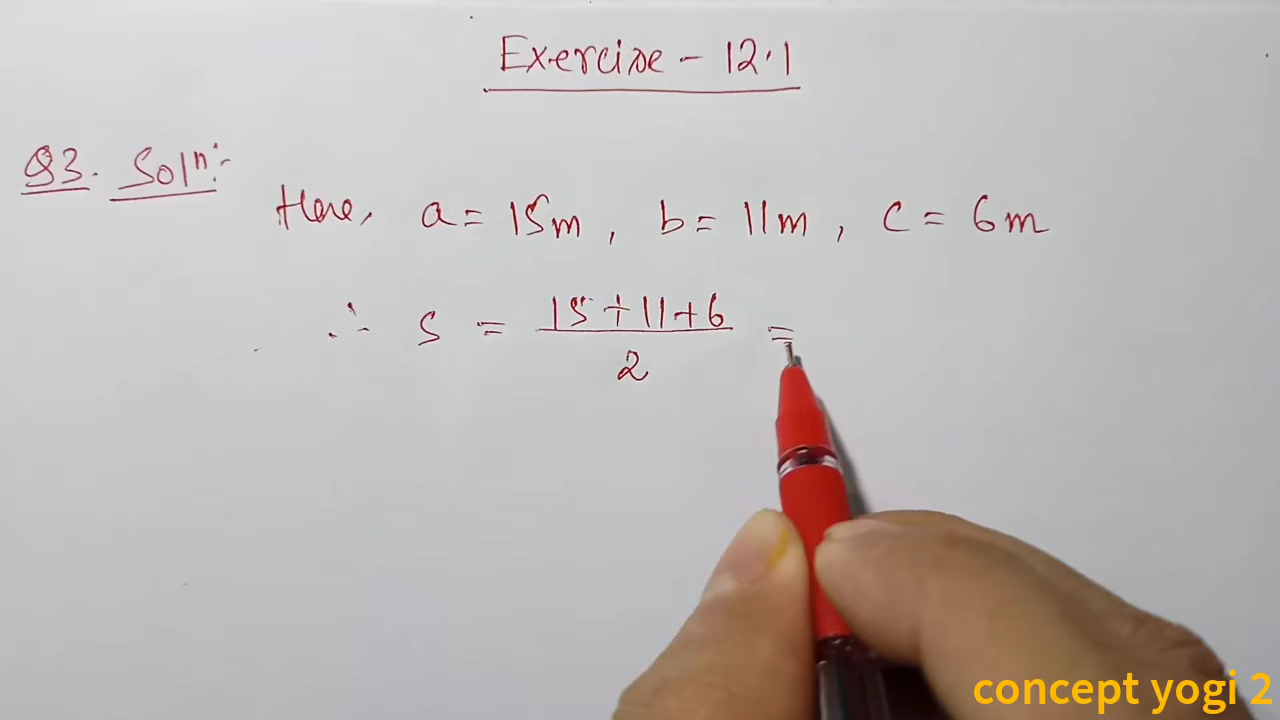 Exercise - 12.1
Q3. Solⁿ:-
Here, a = 15m, b = 11m, c = 6m
∴ s = (15+11+6)/2 =
concept yogi 2